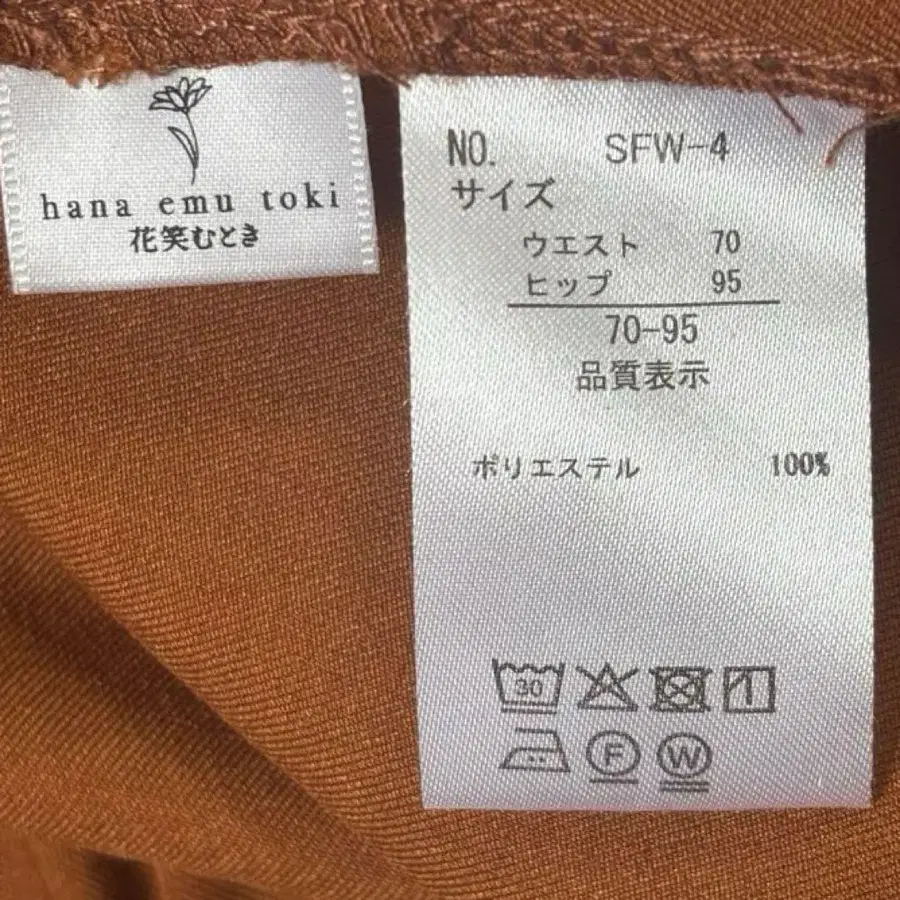 hana emu toki
花笑むとき
NO. SFW-4
サイズ
ウエスト 70
ヒップ 95
70-95
品質表示
ポリエステル 100%
30
F W